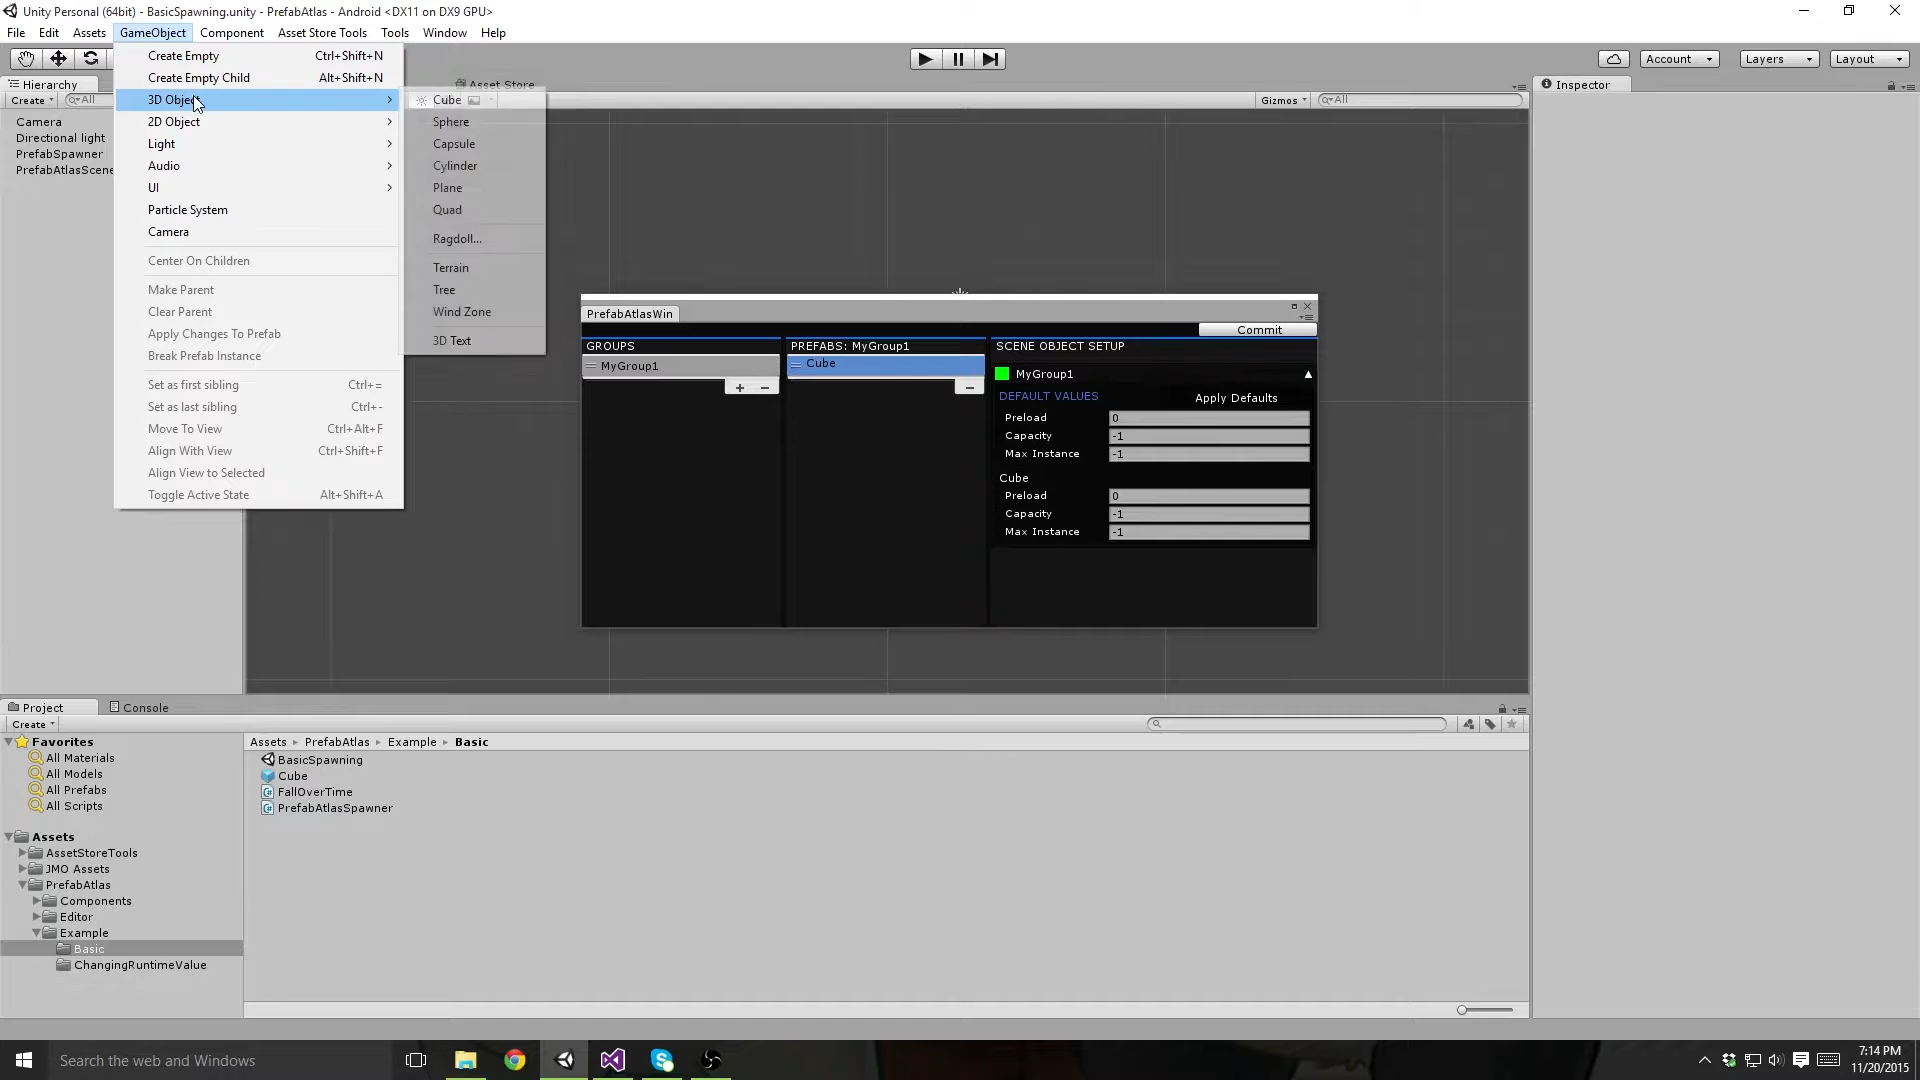 Unity Personal (64bit) - BasicSpawning.unity - PrefabAtlas - Android <DX11 on DX9 GPU>
File Edit Assets GameObject Component Asset Store Tools Tools Window Help
Account Layers Layout
Hierarchy
Create All
Camera
Directional light
PrefabSpawner
PrefabAtlasScene
Create Empty Ctrl+Shift+N
Create Empty Child Alt+Shift+N
3D Object
2D Object
Light
Audio
UI
Particle System
Camera
Center On Children
Make Parent
Clear Parent
Apply Changes To Prefab
Break Prefab Instance
Set as first sibling Ctrl+=
Set as last sibling Ctrl+-
Move To View Ctrl+Alt+F
Align With View Ctrl+Shift+F
Align View to Selected
Toggle Active State Alt+Shift+A
Cube
Sphere
Capsule
Cylinder
Plane
Quad
Ragdoll...
Terrain
Tree
Wind Zone
3D Text
Asset Store
Gizmos All
Inspector
PrefabAtlasWin
Commit
GROUPS
MyGroup1
+ −
PREFABS: MyGroup1
Cube
−
SCENE OBJECT SETUP
MyGroup1
DEFAULT VALUES Apply Defaults
Preload 0
Capacity -1
Max Instance -1
Cube
Preload 0
Capacity -1
Max Instance -1
Project Console
Create
Favorites
All Materials
All Models
All Prefabs
All Scripts
Assets
AssetStoreTools
JMO Assets
PrefabAtlas
Components
Editor
Example
Basic
ChangingRuntimeValue
Assets PrefabAtlas Example Basic
BasicSpawning
Cube
FallOverTime
PrefabAtlasSpawner
Search the web and Windows
7:14 PM
11/20/2015